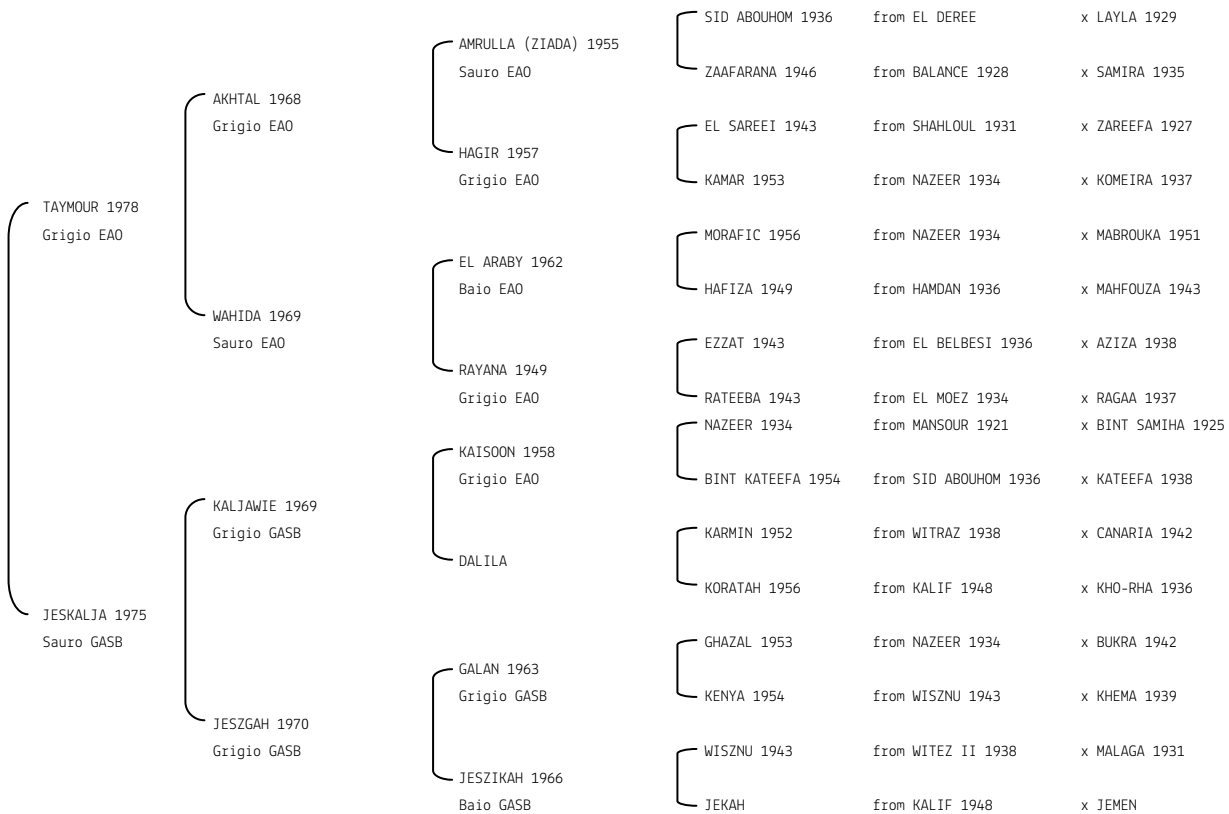 SID ABOUHOM 1936 from EL DEREE x LAYLA 1929
AMRULLA (ZIADA) 1955
Sauro EAO
ZAAFARANA 1946 from BALANCE 1928 x SAMIRA 1935
AKHTAL 1968
Grigio EAO
EL SAREEI 1943 from SHAHLOUL 1931 x ZAREEFA 1927
HAGIR 1957
Grigio EAO
KAMAR 1953 from NAZEER 1934 x KOMEIRA 1937
TAYMOUR 1978
Grigio EAO
MORAFIC 1956 from NAZEER 1934 x MABROUKA 1951
EL ARABY 1962
Baio EAO
HAFIZA 1949 from HAMDAN 1936 x MAHFOUZA 1943
WAHIDA 1969
Sauro EAO
EZZAT 1943 from EL BELBESI 1936 x AZIZA 1938
RAYANA 1949
Grigio EAO
RATEEBA 1943 from EL MOEZ 1934 x RAGAA 1937
NAZEER 1934 from MANSOUR 1921 x BINT SAMIHA 1925
KAISOON 1958
Grigio EAO
BINT KATEEFA 1954 from SID ABOUHOM 1936 x KATEEFA 1938
KALJAWIE 1969
Grigio GASB
KARMIN 1952 from WITRAZ 1938 x CANARIA 1942
DALILA
KORATAH 1956 from KALIF 1948 x KHO-RHA 1936
JESKALJA 1975
Sauro GASB
GHAZAL 1953 from NAZEER 1934 x BUKRA 1942
GALAN 1963
Grigio GASB
KENYA 1954 from WISZNU 1943 x KHEMA 1939
JESZGAH 1970
Grigio GASB
WISZNU 1943 from WITEZ II 1938 x MALAGA 1931
JESZIKAH 1966
Baio GASB
JEKAH from KALIF 1948 x JEMEN